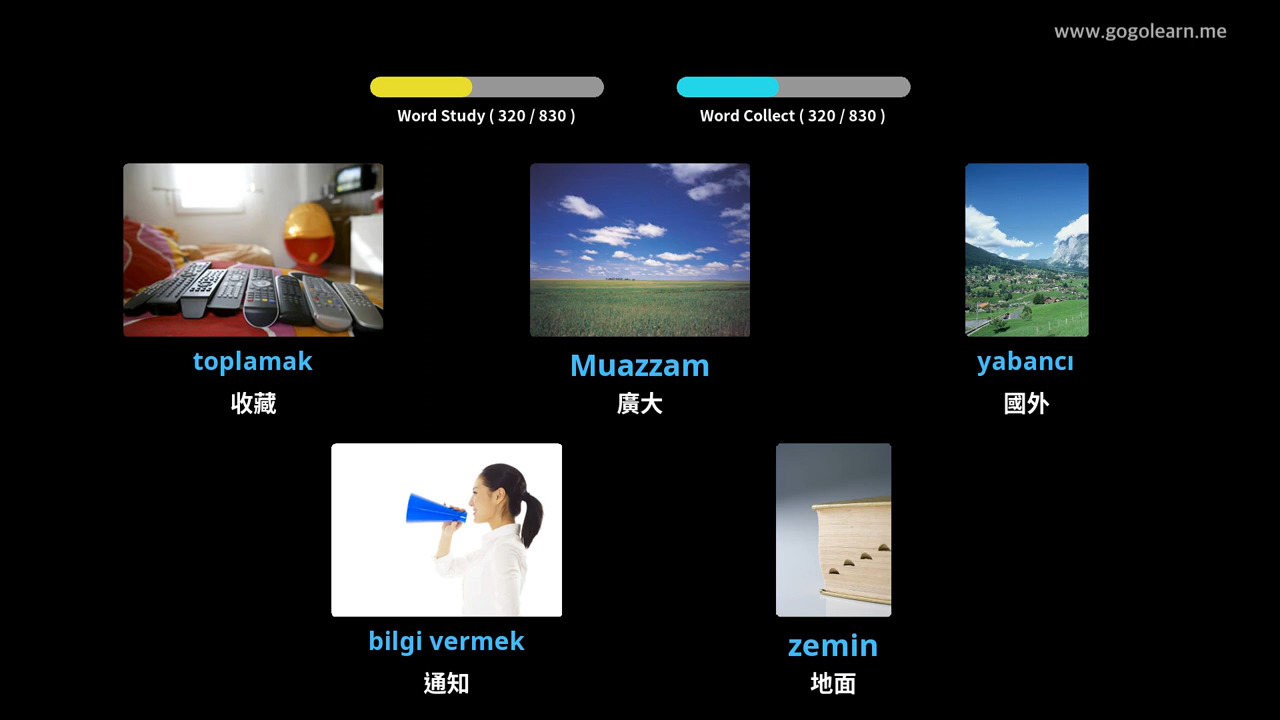 www.gogolearn.me
Word Study ( 320 / 830 )
Word Collect ( 320 / 830 )
toplamak
收藏
Muazzam
廣大
yabancı
國外
bilgi vermek
通知
zemin
地面